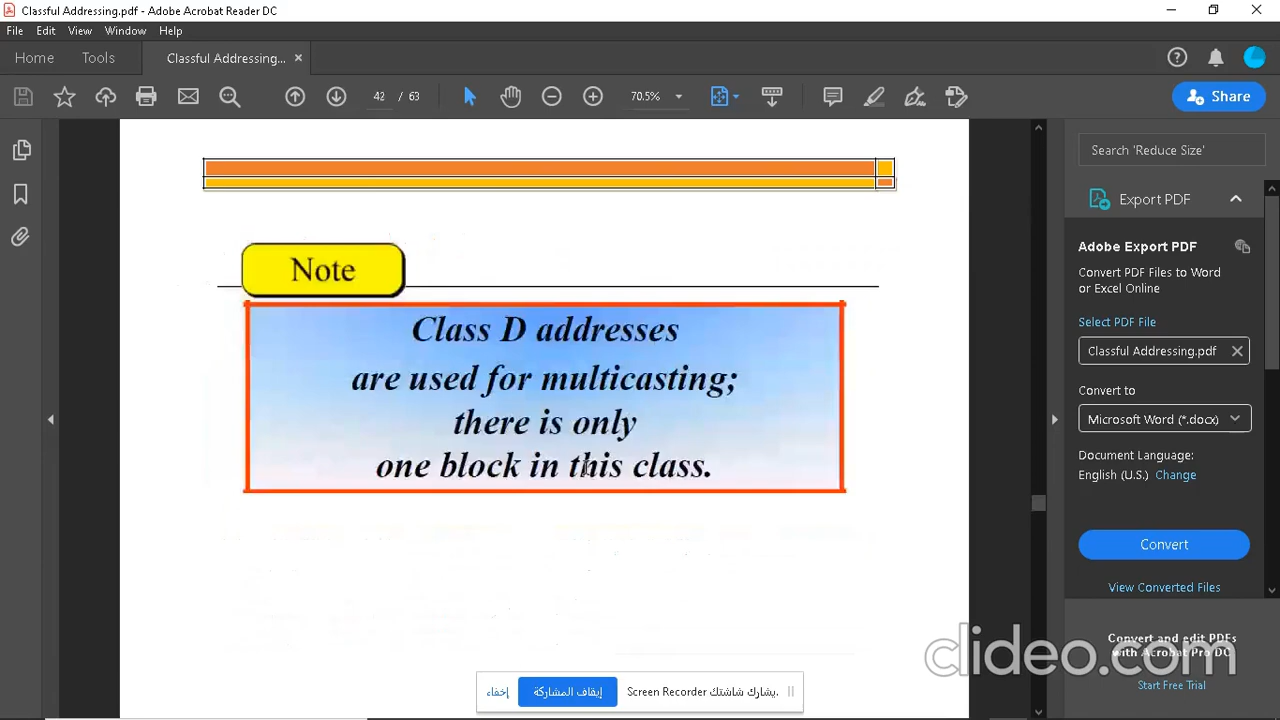 Classful Addressing.pdf - Adobe Acrobat Reader DC
File Edit View Window Help
Home Tools Classful Addressing... ×
42 / 63 70.5% Share
Search 'Reduce Size'
Export PDF
Adobe Export PDF
Convert PDF Files to Word
or Excel Online
Select PDF File
Classful Addressing.pdf
Convert to
Microsoft Word (*.docx)
Document Language:
English (U.S.) Change
Convert
View Converted Files
Convert and edit PDFs
with Acrobat Pro DC
Start Free Trial
Note
Class D addresses
are used for multicasting;
there is only
one block in this class.
clideo.com
يشارك شاشتك Screen Recorder. إيقاف المشاركة إخفاء